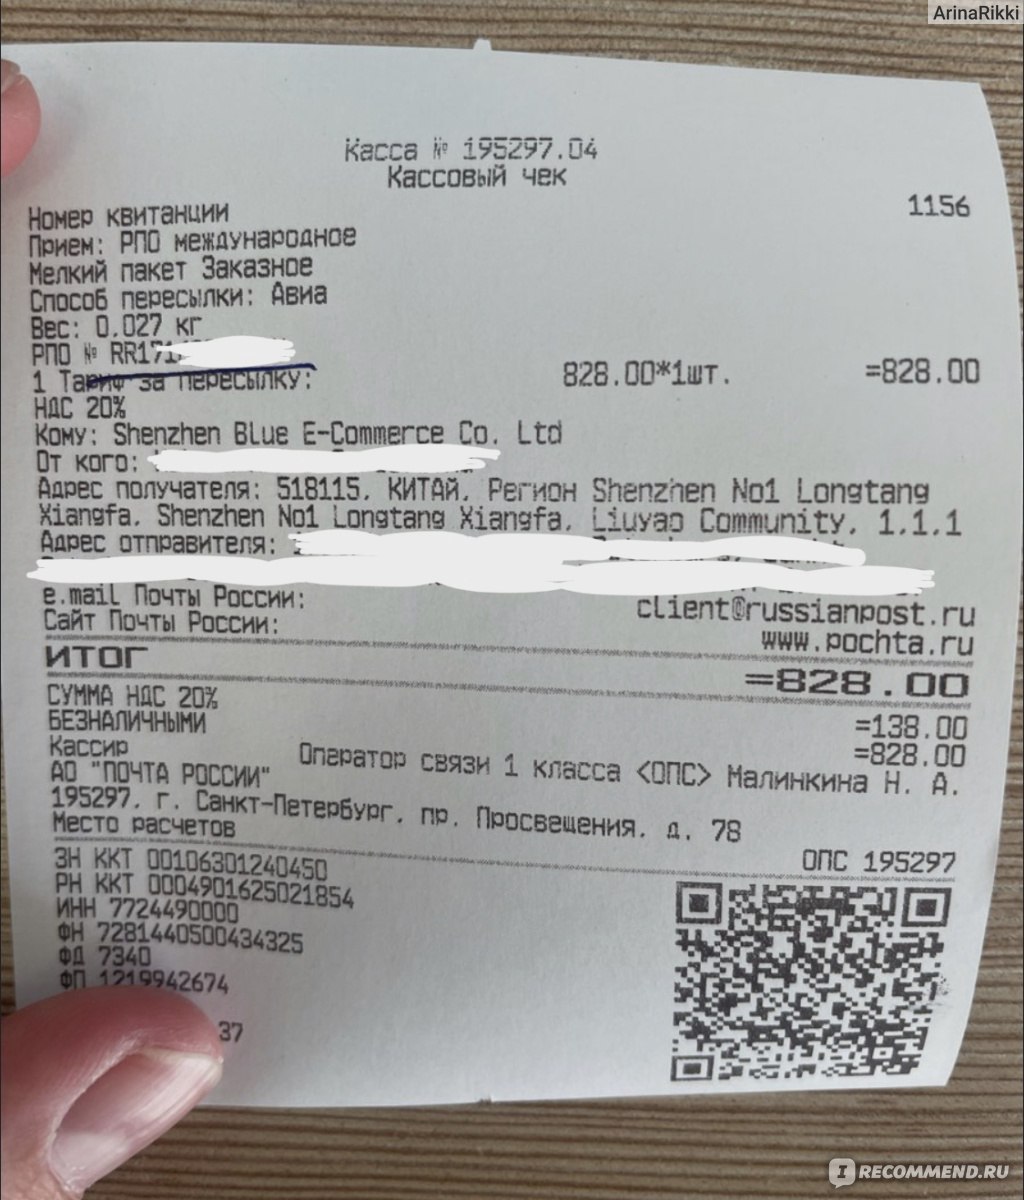 ArinaRikki
Касса № 195297.04
Кассовый чек
Номер квитанции 1156
Прием: РПО международное
Мелкий пакет Заказное
Способ пересылки: Авиа
Вес: 0.027 кг
РПО № RR171
1 Тариф за пересылку: 828.00*1шт. =828.00
НДС 20%
Кому: Shenzhen Blue E-Commerce Co. Ltd
От кого:
Адрес получателя: 518115, КИТАЙ, Регион Shenzhen No1 Longtang
Xiangfa, Shenzhen No1 Longtang Xiangfa, Liuyao Community, 1.1.1
Адрес отправителя:
e.mail Почты России: client@russianpost.ru
Сайт Почты России: www.pochta.ru
ИТОГ =828.00
СУММА НДС 20% =138.00
БЕЗНАЛИЧНЫМИ =828.00
Кассир Оператор связи 1 класса <ОПС> Малинкина Н. А.
АО "ПОЧТА РОССИИ"
195297, г. Санкт-Петербург, пр. Просвещения, д. 78
Место расчетов ОПС 195297
ЗН ККТ 00106301240450
РН ККТ 0004901625021854
ИНН 7724490000
ФН 7281440500434325
ФД 7340
ФП 1219942674
37
IRECOMMEND.RU